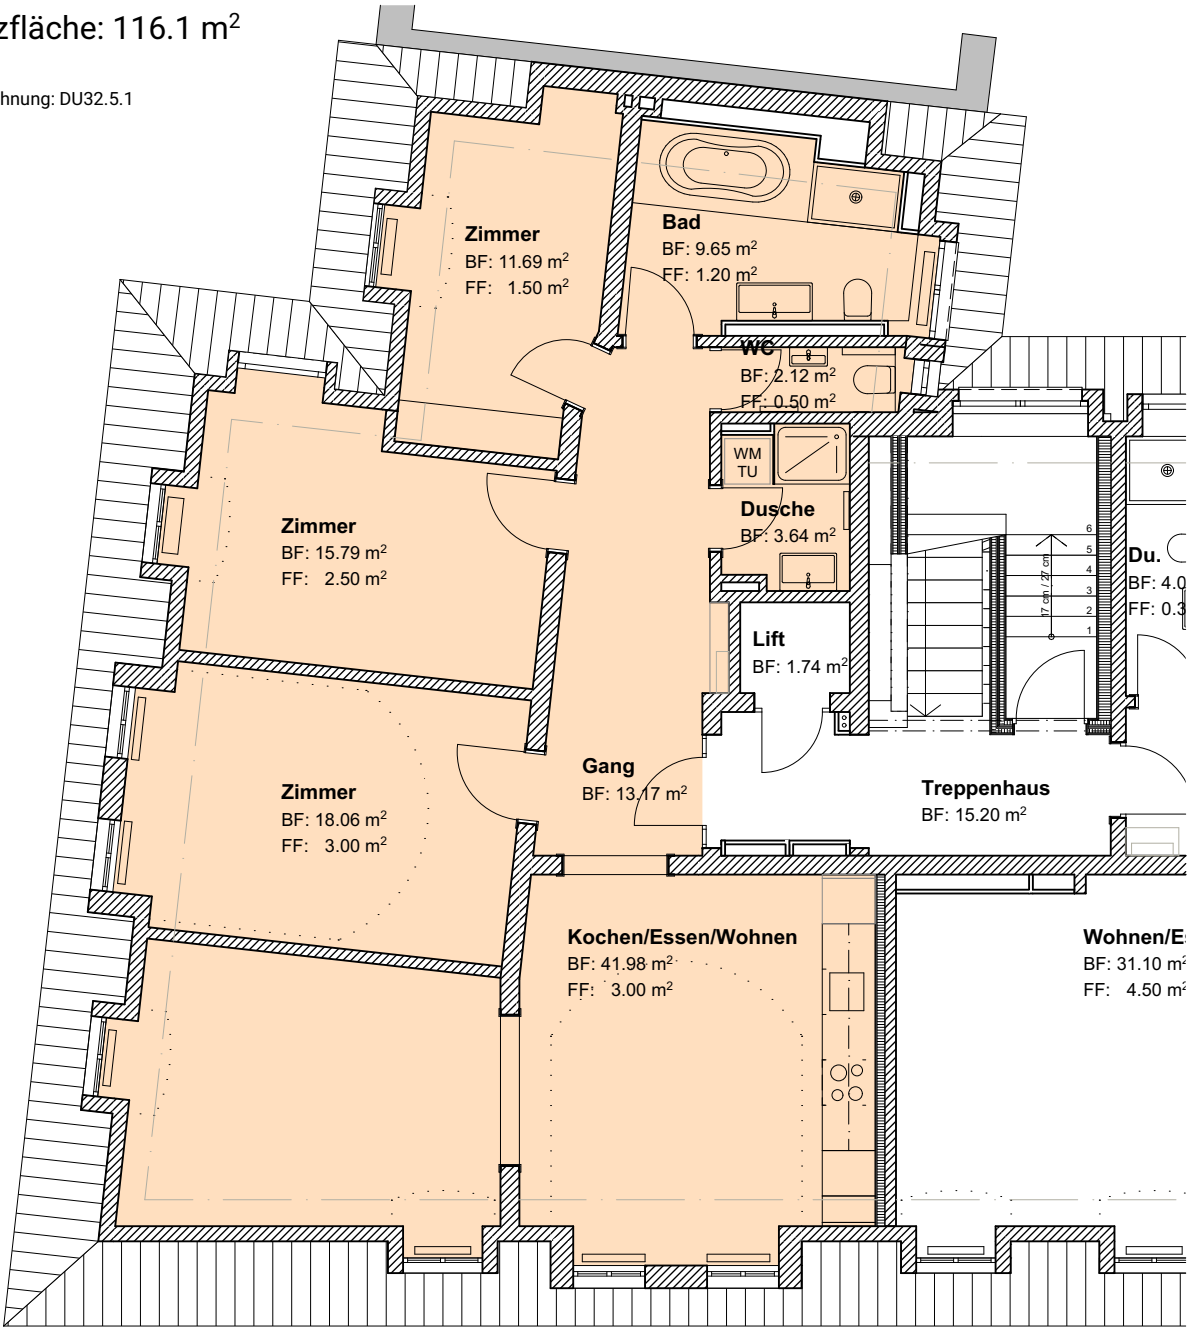 zfläche: 116.1 m²
hnung: DU32.5.1
Zimmer
BF: 11.69 m²
FF: 1.50 m²
Bad
BF: 9.65 m²
FF: 1.20 m²
WC
BF: 2.12 m²
FF: 0.50 m²
WM
TU
Dusche
BF: 3.64 m²
Zimmer
BF: 15.79 m²
FF: 2.50 m²
Lift
BF: 1.74 m²
17 cm / 27 cm
6
5
4
3
2
1
Du.
BF: 4.0
FF: 0.3
Gang
BF: 13.17 m²
Zimmer
BF: 18.06 m²
FF: 3.00 m²
Treppenhaus
BF: 15.20 m²
Kochen/Essen/Wohnen
BF: 41.98 m²
FF: 3.00 m²
Wohnen/Es
BF: 31.10 m²
FF: 4.50 m²